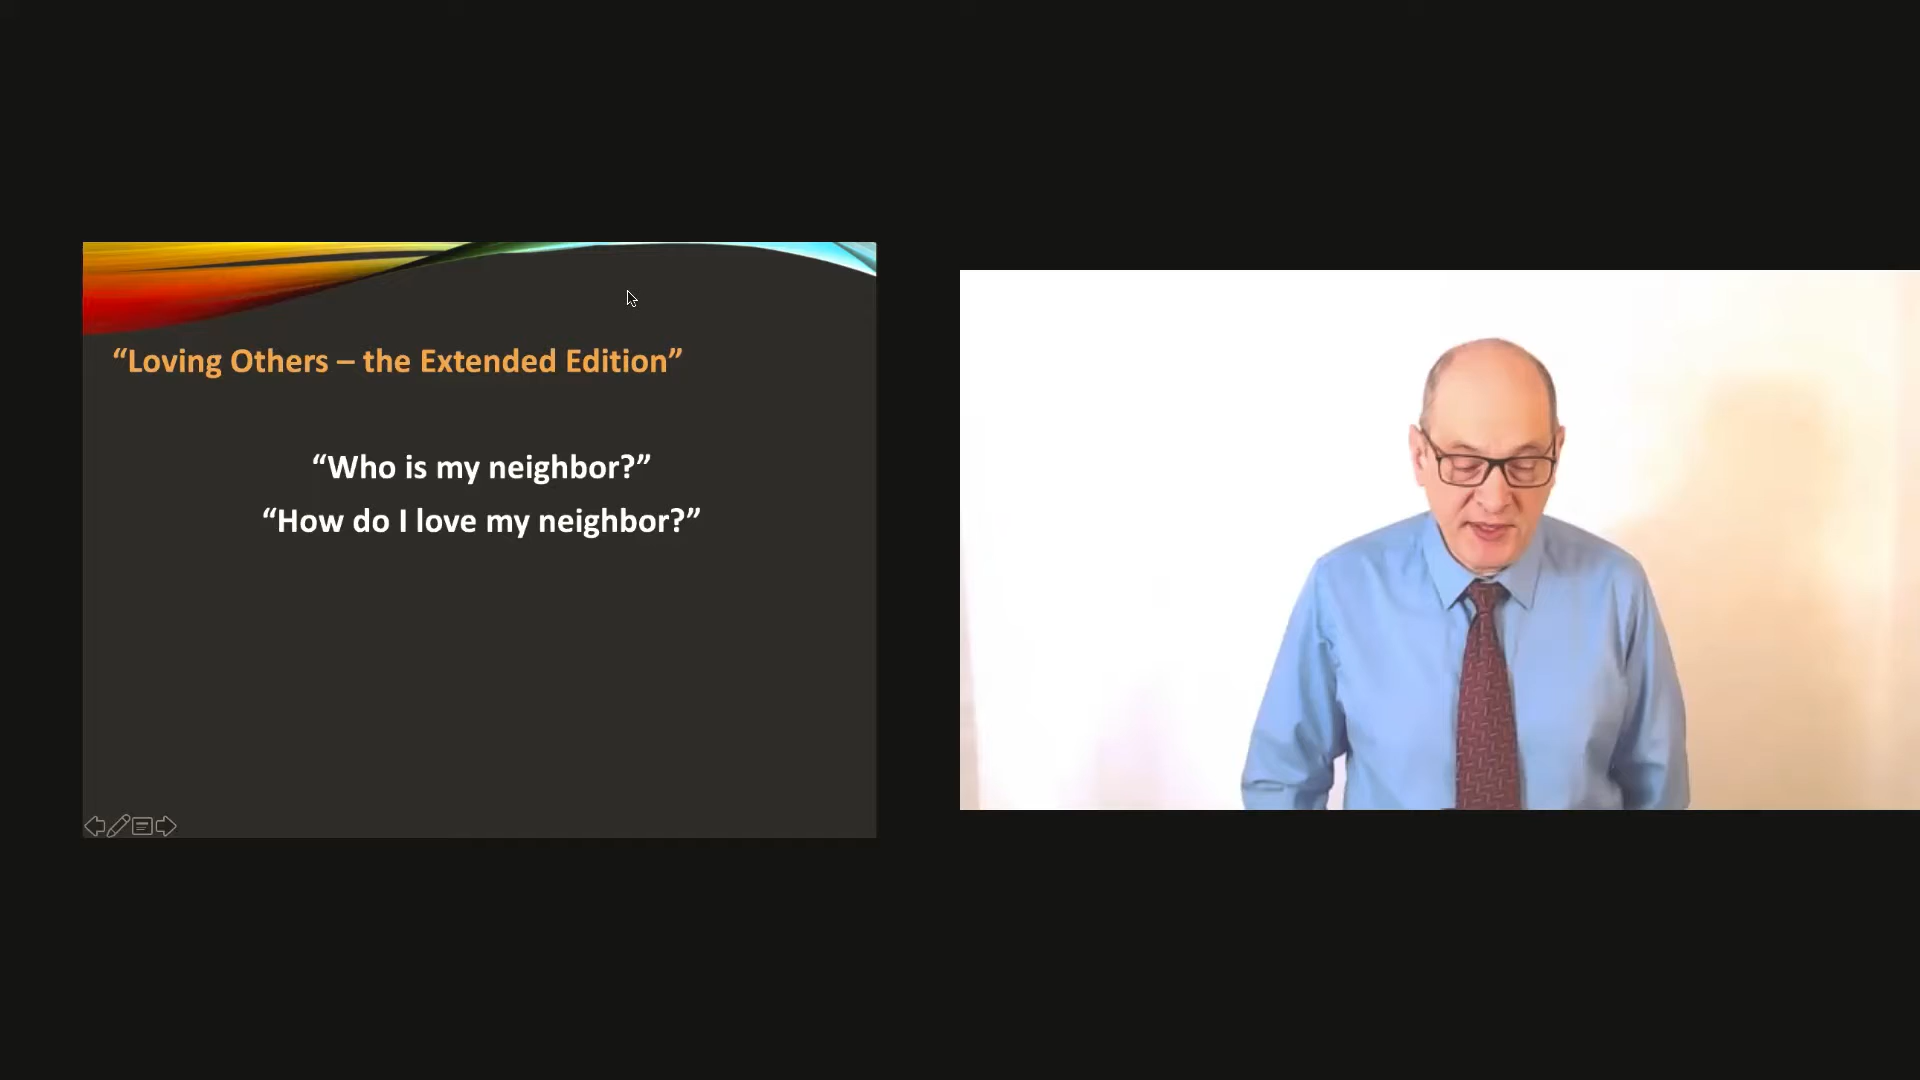 “Loving Others – the Extended Edition”
“Who is my neighbor?”
“How do I love my neighbor?”